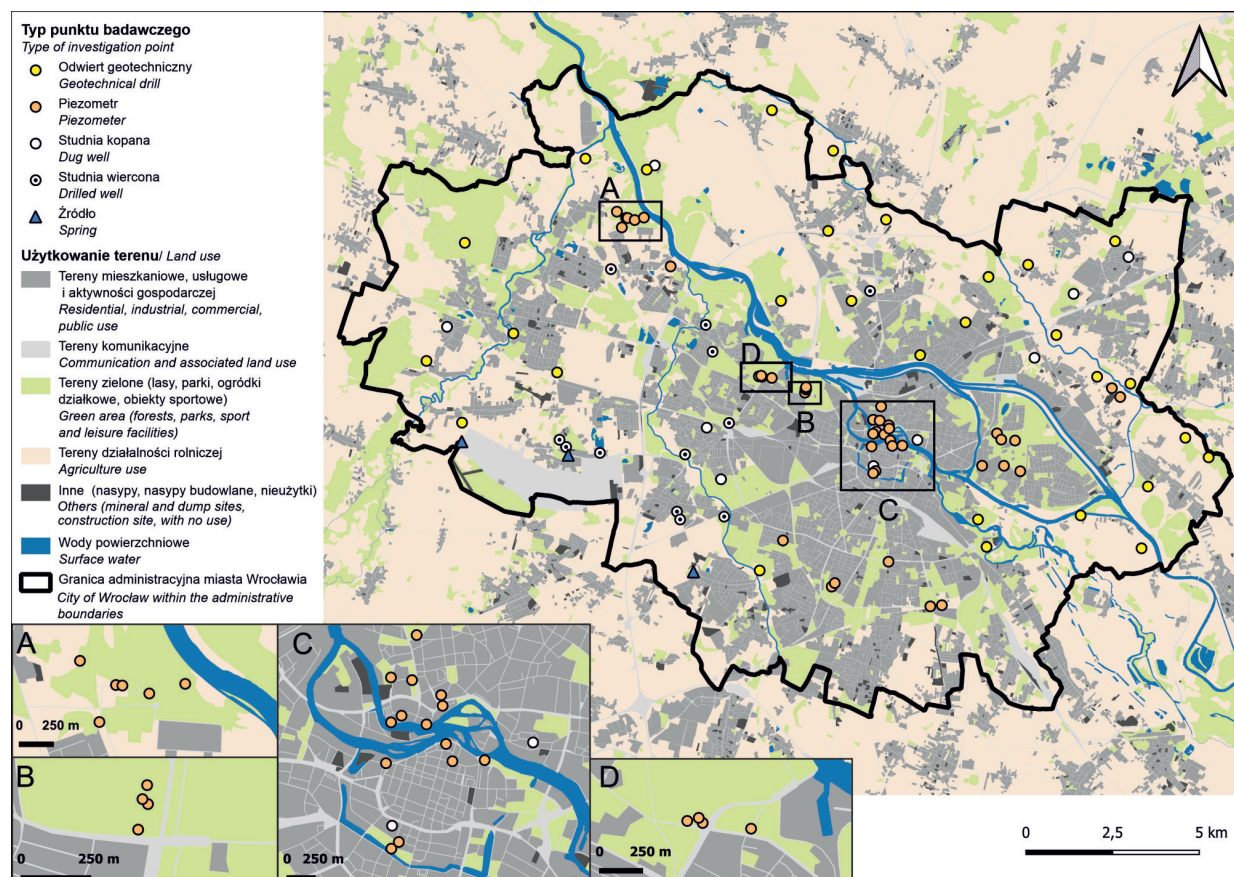 Typ punktu badawczego
Type of investigation point
Odwiert geotechniczny
Geotechnical drill
Piezometr
Piezometer
Studnia kopana
Dug well
Studnia wiercona
Drilled well
Źródło
Spring
Użytkowanie terenu/ Land use
Tereny mieszkaniowe, usługowe
i aktywności gospodarczej
Residential, industrial, commercial,
public use
Tereny komunikacyjne
Communication and associated land use
Tereny zielone (lasy, parki, ogródki
działkowe, obiekty sportowe)
Green area (forests, parks, sport
and leisure facilities)
Tereny działalności rolniczej
Agriculture use
Inne (nasypy, nasypy budowlane, nieużytki)
Others (mineral and dump sites,
construction site, with no use)
Wody powierzchniowe
Surface water
Granica administracyjna miasta Wrocławia
City of Wrocław within the administrative
boundaries
A
D
B
C
A
0 250 m
B
0 250 m
C
0 250 m
D
0 250 m
0 2,5 5 km